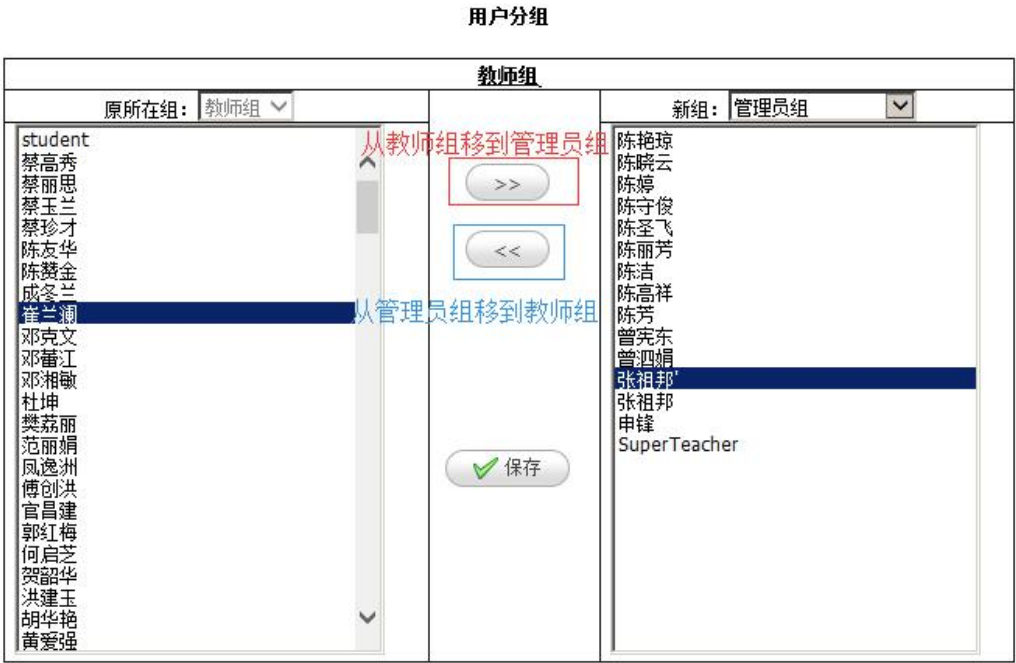 用户分组
教师组
原所在组： 教师组
新组： 管理员组
student
蔡高秀
蔡丽思
蔡玉兰
蔡珍才
陈友华
陈赞金
成冬兰
崔兰澜
邓克文
邓蕾江
邓湘敏
杜坤
樊荔丽
范丽娟
凤逸洲
傅创洪
官昌建
郭红梅
何启芝
贺韶华
洪建玉
胡华艳
黄爱强
从教师组移到管理员组
>>
<<
从管理员组移到教师组
保存
陈艳琼
陈晓云
陈婷
陈守俊
陈圣飞
陈丽芳
陈洁
陈高祥
陈芳
曾宪东
曾泗娟
张祖邦'
张祖邦
申锋
SuperTeacher